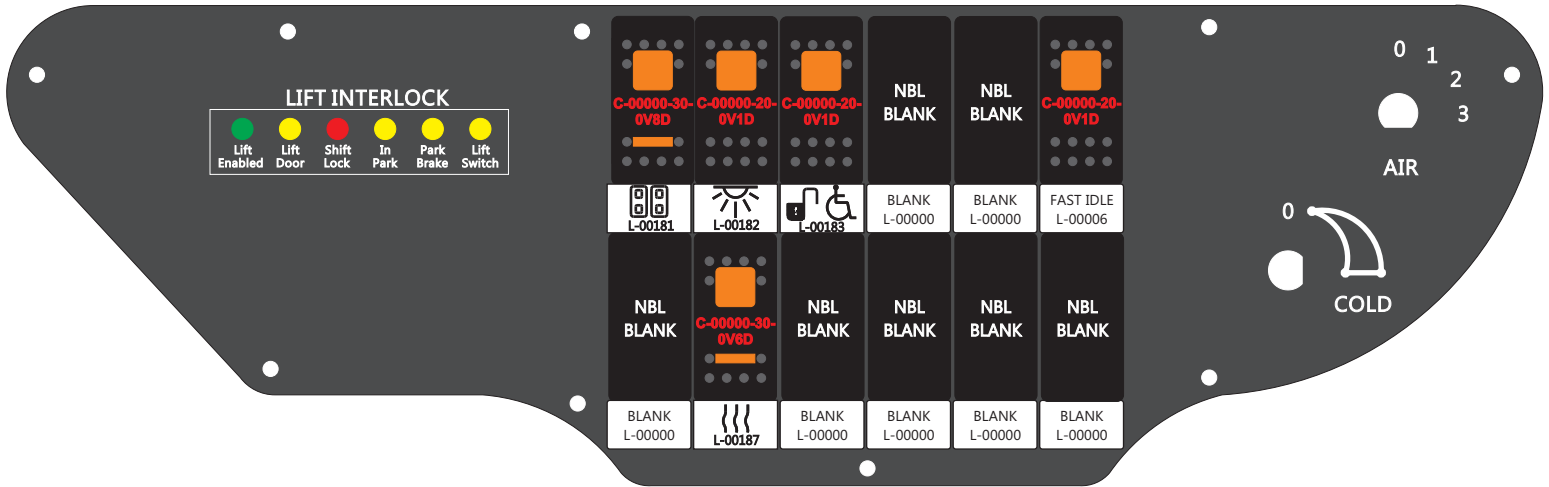 LIFT INTERLOCK
Lift
Enabled
Lift
Door
Shift
Lock
In
Park
Park
Brake
Lift
Switch
C-00000-30-
0V8D
C-00000-20-
0V1D
C-00000-20-
0V1D
NBL
BLANK
NBL
BLANK
C-00000-20-
0V1D
L-00181
L-00182
L-00183
BLANK
L-00000
BLANK
L-00000
FAST IDLE
L-00006
NBL
BLANK
C-00000-30-
0V6D
NBL
BLANK
NBL
BLANK
NBL
BLANK
NBL
BLANK
BLANK
L-00000
L-00187
BLANK
L-00000
BLANK
L-00000
BLANK
L-00000
BLANK
L-00000
0
1
2
3
AIR
0
COLD